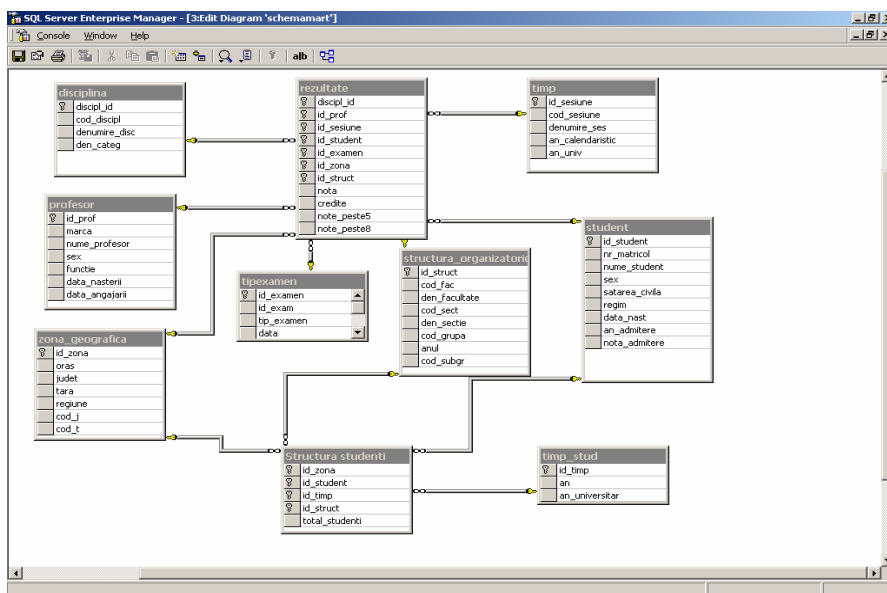 SQL Server Enterprise Manager - [3:Edit Diagram 'schemamart']
Console Window Help
ab
disciplina
discipl_id
cod_discipl
denumire_disc
den_categ
rezultate
discipl_id
id_prof
id_sesiune
id_student
id_examen
id_zona
id_struct
nota
credite
note_peste5
note_peste8
timp
id_sesiune
cod_sesiune
denumire_ses
an_calendaristic
an_univ
profesor
id_prof
marca
nume_profesor
sex
functie
data_nasterii
data_angajarii
tipexamen
id_examen
id_exam
tip_examen
data
structura_organizatoric
id_struct
cod_fac
den_facultate
cod_sect
den_sectie
cod_grupa
anul
cod_subgr
student
id_student
nr_matricol
nume_student
sex
satarea_civila
regim
data_nast
an_admitere
nota_admitere
zona_geografica
id_zona
oras
judet
tara
regiune
cod_j
cod_t
Structura studenti
id_zona
id_student
id_timp
id_struct
total_studenti
timp_stud
id_timp
an
an_universitar